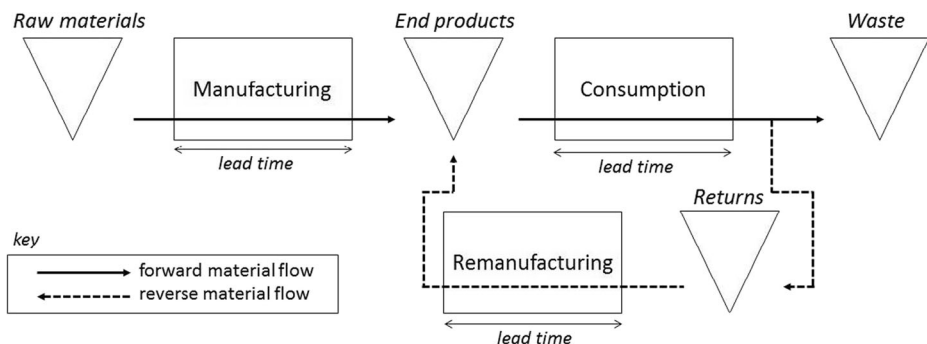 Raw materials
End products
Waste
Manufacturing
Consumption
lead time
lead time
Returns
key
Remanufacturing
forward material flow
reverse material flow
lead time